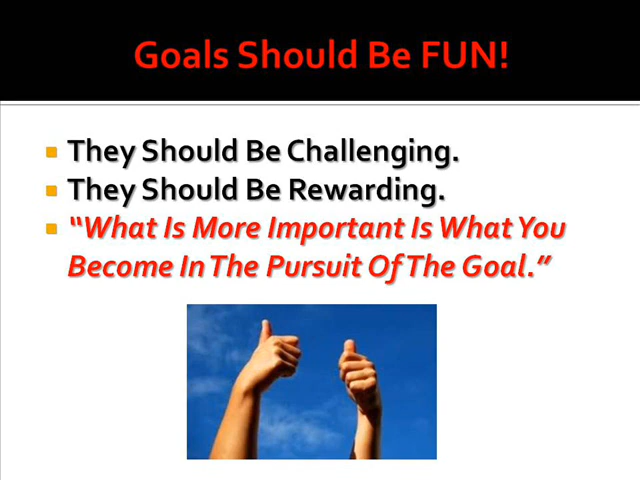 Goals Should Be FUN!
They Should Be Challenging.
They Should Be Rewarding.
“What Is More Important Is What You
Become In The Pursuit Of The Goal.”